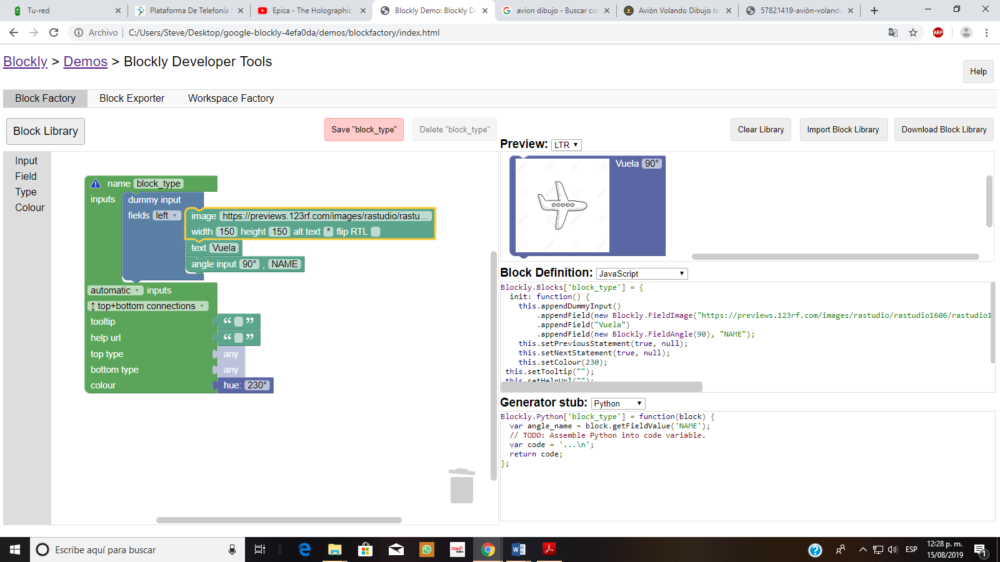 Tu-red
Plataforma De Telefonía
Epica - The Holographic
Blockly Demo: Blockly De
avion dibujo - Buscar con
Avión Volando Dibujo Ico
57821419-avión-volando
Archivo C:/Users/Steve/Desktop/google-blockly-4efa0da/demos/blockfactory/index.html
ABP
Blockly > Demos > Blockly Developer Tools
Help
Block Factory Block Exporter Workspace Factory
Block Library
Save "block_type" Delete "block_type"
Clear Library Import Block Library Download Block Library
Input
Field
Type
Colour
name block_type
inputs dummy input
fields left
image https://previews.123rf.com/images/rastudio/rastu...
width 150 height 150 alt text * flip RTL
text Vuela
angle input 90° , NAME
automatic inputs
↕ top+bottom connections
tooltip “ ”
help url “ ”
top type any
bottom type any
colour hue: 230°
Preview: LTR
Vuela 90°
Block Definition: JavaScript
Blockly.Blocks['block_type'] = {
  init: function() {
    this.appendDummyInput()
        .appendField(new Blockly.FieldImage("https://previews.123rf.com/images/rastudio/rastudio1606/rastudio1
        .appendField("Vuela")
        .appendField(new Blockly.FieldAngle(90), "NAME");
    this.setPreviousStatement(true, null);
    this.setNextStatement(true, null);
    this.setColour(230);
 this.setTooltip("");
 this.setHelpUrl("");
Generator stub: Python
Blockly.Python['block_type'] = function(block) {
  var angle_name = block.getFieldValue('NAME');
  // TODO: Assemble Python into code variable.
  var code = '...\n';
  return code;
};
Escribe aquí para buscar
Claro video
ESP
12:28 p. m.
15/08/2019
1